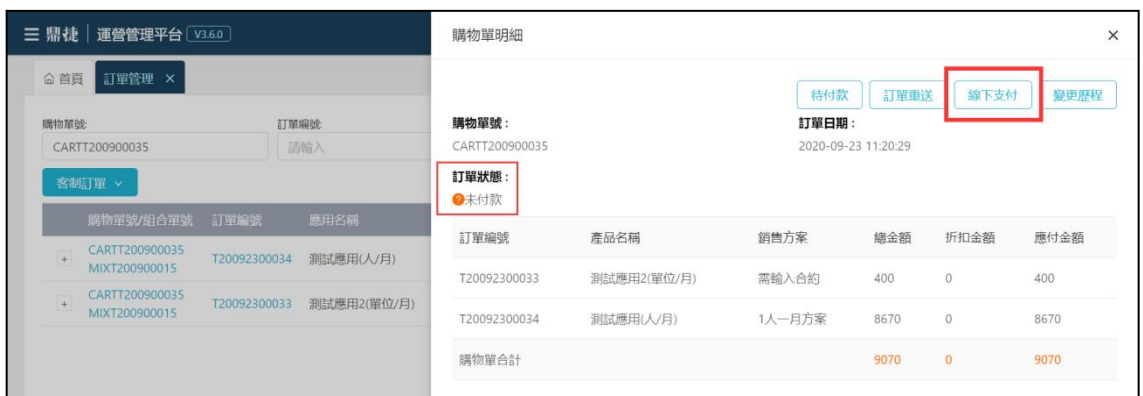 鼎捷 運營管理平台 V3.6.0
首頁 訂單管理 ×
購物單號: 訂單編號:
CARTT200900035 請輸入
客制訂單
購物單號/組合單號 訂單編號 應用名稱
CARTT200900035
MIXT200900015 T20092300034 測試應用(人/月)
CARTT200900035
MIXT200900015 T20092300033 測試應用2(單位/月)
購物單明細 ×
待付款 訂單重送 線下支付 變更歷程
購物單號： 訂單日期：
CARTT200900035 2020-09-23 11:20:29
訂單狀態：
未付款
訂單編號 產品名稱 銷售方案 總金額 折扣金額 應付金額
T20092300033 測試應用2(單位/月) 需輸入合約 400 0 400
T20092300034 測試應用(人/月) 1人一月方案 8670 0 8670
購物單合計 9070 0 9070